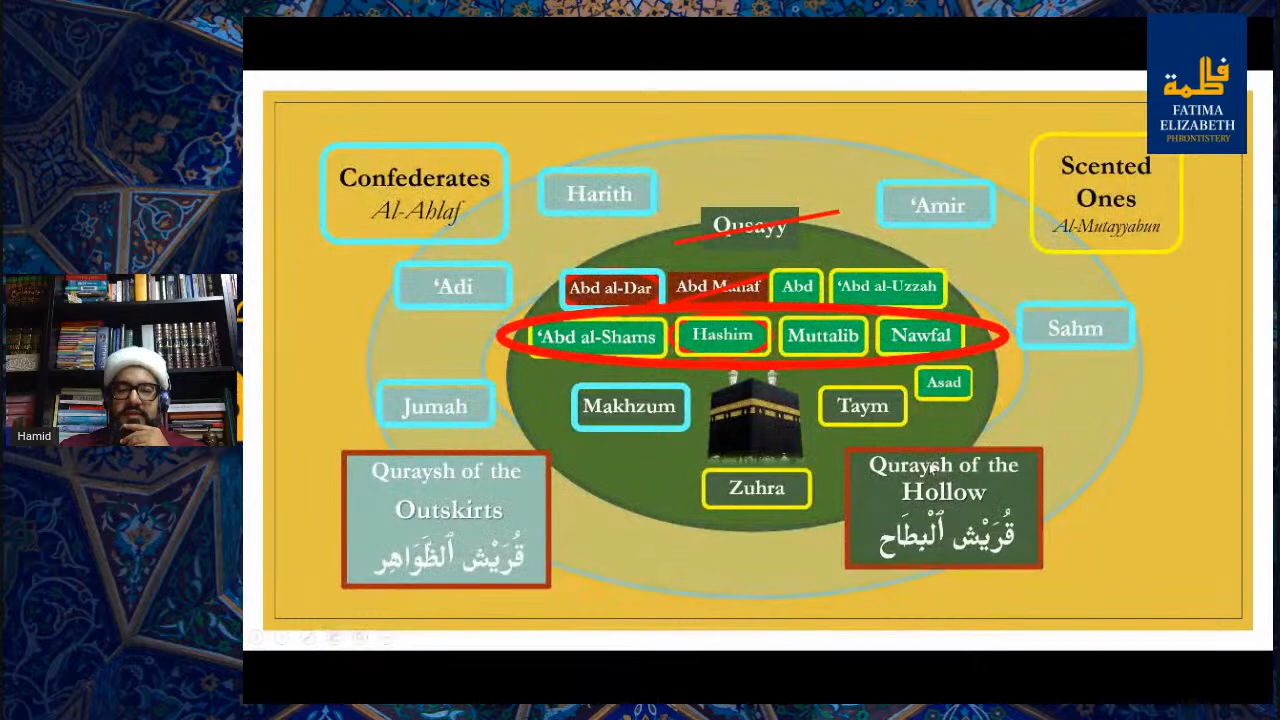 فاطمة
FATIMA
ELIZABETH
PHRONTISTERY
Confederates
Al-Ahlaf
Scented
Ones
Al-Mutayyabun
Harith
‘Amir
Qusayy
‘Adi
Abd al-Dar
Abd Manaf
Abd
‘Abd al-Uzzah
‘Abd al-Shams
Hashim
Muttalib
Nawfal
Sahm
Asad
Jumah
Makhzum
Taym
Zuhra
Quraysh of the
Outskirts
قُرَيْش ٱلظَّوَاهِر
Quraysh of the
Hollow
قُرَيْش ٱلْبِطَاح
Hamid